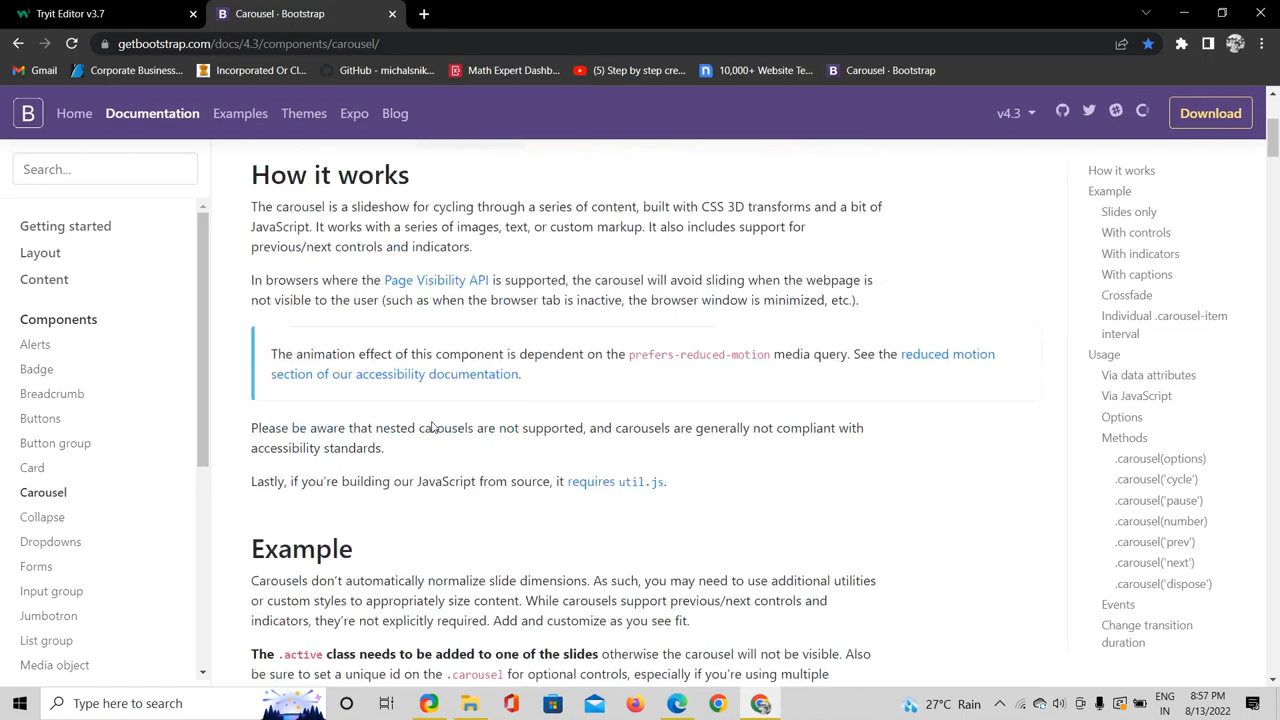 Tryit Editor v3.7
Carousel · Bootstrap
getbootstrap.com/docs/4.3/components/carousel/
Gmail
Corporate Business...
Incorporated Or Cl...
GitHub - michalsnik...
Math Expert Dashb...
(5) Step by step cre...
10,000+ Website Te...
Carousel · Bootstrap
B
Home
Documentation
Examples
Themes
Expo
Blog
v4.3
Download
Search...
Getting started
Layout
Content
Components
Alerts
Badge
Breadcrumb
Buttons
Button group
Card
Carousel
Collapse
Dropdowns
Forms
Input group
Jumbotron
List group
Media object
How it works
The carousel is a slideshow for cycling through a series of content, built with CSS 3D transforms and a bit of
JavaScript. It works with a series of images, text, or custom markup. It also includes support for
previous/next controls and indicators.
In browsers where the Page Visibility API is supported, the carousel will avoid sliding when the webpage is
not visible to the user (such as when the browser tab is inactive, the browser window is minimized, etc.).
The animation effect of this component is dependent on the prefers-reduced-motion media query. See the reduced motion
section of our accessibility documentation.
Please be aware that nested carousels are not supported, and carousels are generally not compliant with
accessibility standards.
Lastly, if you're building our JavaScript from source, it requires util.js.
Example
Carousels don't automatically normalize slide dimensions. As such, you may need to use additional utilities
or custom styles to appropriately size content. While carousels support previous/next controls and
indicators, they're not explicitly required. Add and customize as you see fit.
The .active class needs to be added to one of the slides otherwise the carousel will not be visible. Also
be sure to set a unique id on the .carousel for optional controls, especially if you're using multiple
How it works
Example
Slides only
With controls
With indicators
With captions
Crossfade
Individual .carousel-item
interval
Usage
Via data attributes
Via JavaScript
Options
Methods
.carousel(options)
.carousel('cycle')
.carousel('pause')
.carousel(number)
.carousel('prev')
.carousel('next')
.carousel('dispose')
Events
Change transition
duration
Type here to search
27°C Rain
ENG
IN
8:57 PM
8/13/2022